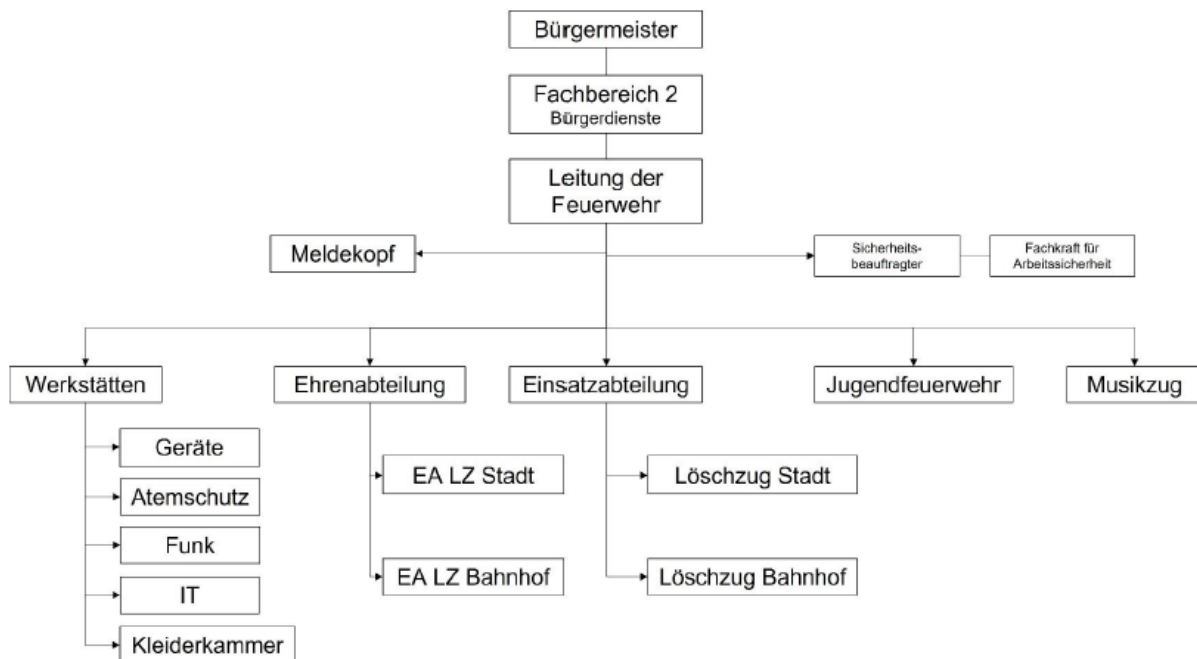 Bürgermeister
Fachbereich 2
Bürgerdienste
Leitung der
Feuerwehr
Meldekopf
Sicherheits-
beauftragter
Fachkraft für
Arbeitssicherheit
Werkstätten
Ehrenabteilung
Einsatzabteilung
Jugendfeuerwehr
Musikzug
Geräte
Atemschutz
Funk
IT
Kleiderkammer
EA LZ Stadt
EA LZ Bahnhof
Löschzug Stadt
Löschzug Bahnhof